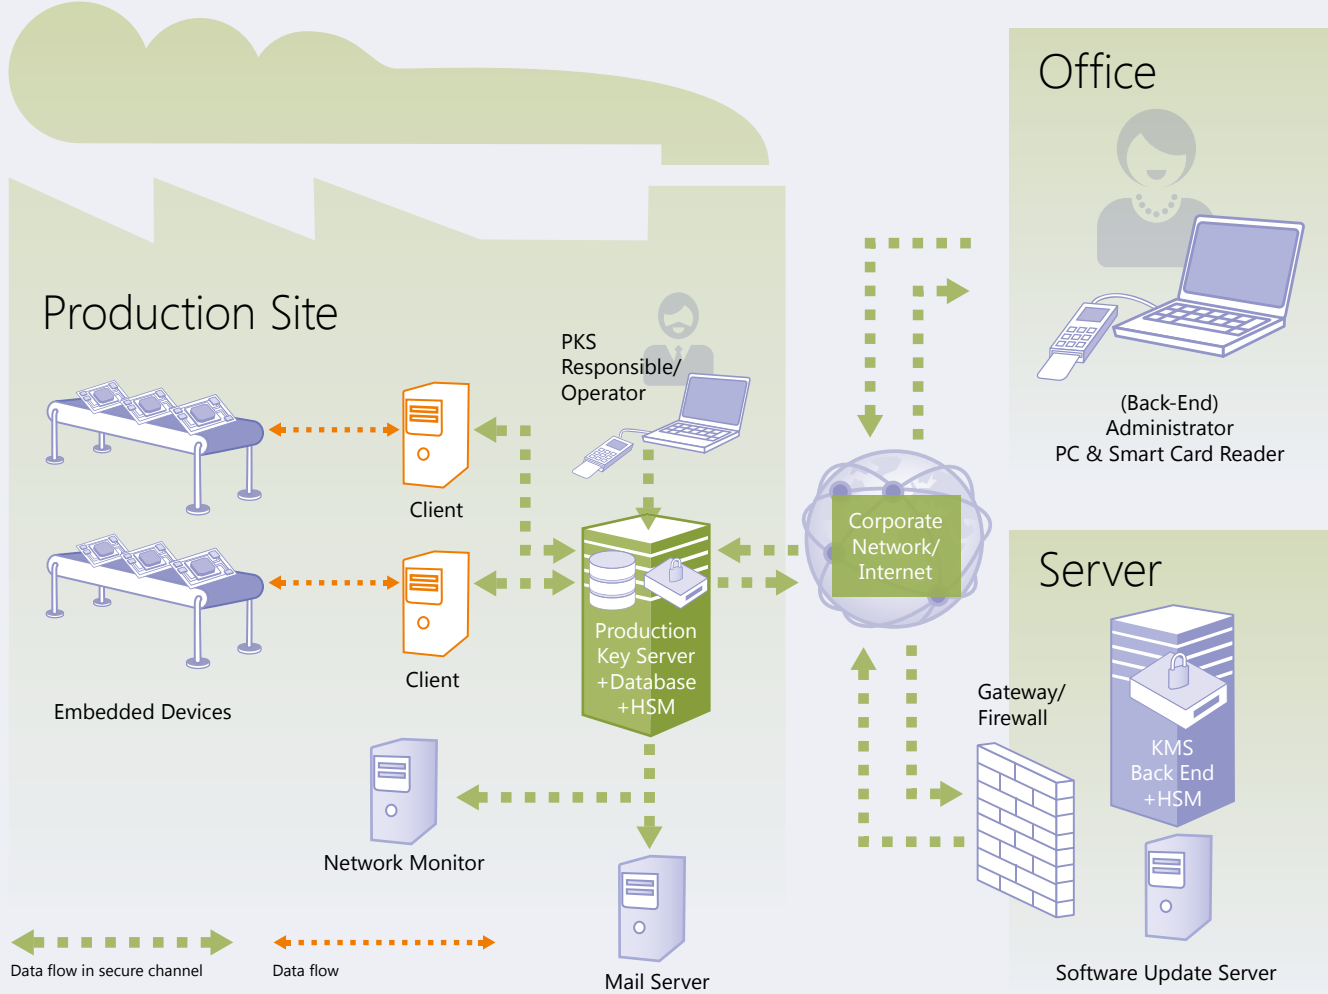 Office
(Back-End)
Administrator
PC & Smart Card Reader
Production Site
PKS
Responsible/
Operator
Client
Client
Embedded Devices
Production
Key Server
+Database
+HSM
Corporate
Network/
Internet
Server
Gateway/
Firewall
KMS
Back End
+HSM
Software Update Server
Network Monitor
Mail Server
Data flow in secure channel
Data flow